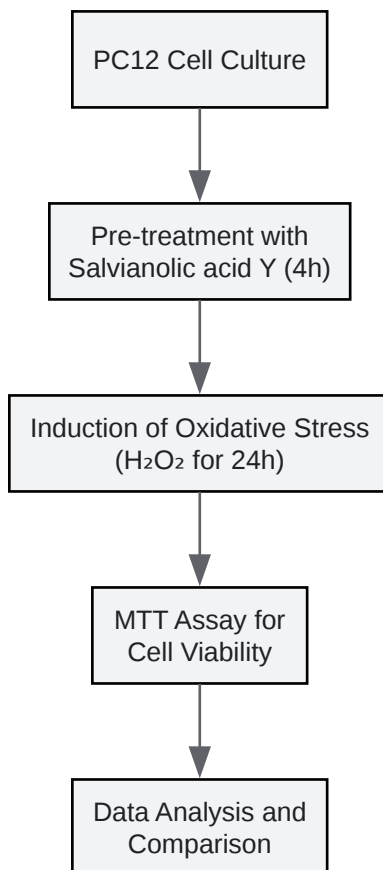 PC12 Cell Culture
Pre-treatment with
Salvianolic acid Y (4h)
Induction of Oxidative Stress
(H₂O₂ for 24h)
MTT Assay for
Cell Viability
Data Analysis and
Comparison